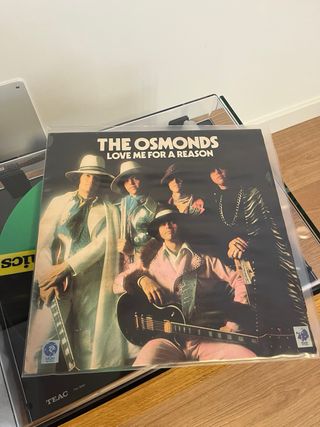 THE OSMONDS
LOVE ME FOR A REASON
TEAC